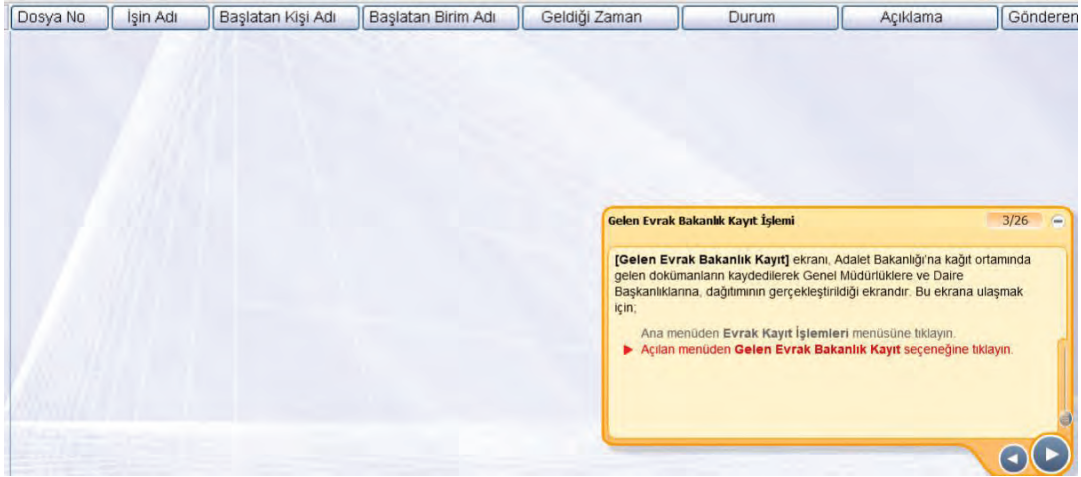 Dosya No İşin Adı Başlatan Kişi Adı Başlatan Birim Adı Geldiği Zaman Durum Açıklama Gönderen
Gelen Evrak Bakanlık Kayıt İşlemi 3/26
[Gelen Evrak Bakanlık Kayıt] ekranı, Adalet Bakanlığı'na kağıt ortamında
gelen dokümanların kaydedilerek Genel Müdürlüklere ve Daire
Başkanlıklarına, dağıtımının gerçekleştirildiği ekrandır. Bu ekrana ulaşmak
için;
Ana menüden Evrak Kayıt İşlemleri menüsüne tıklayın.
Açılan menüden Gelen Evrak Bakanlık Kayıt seçeneğine tıklayın.